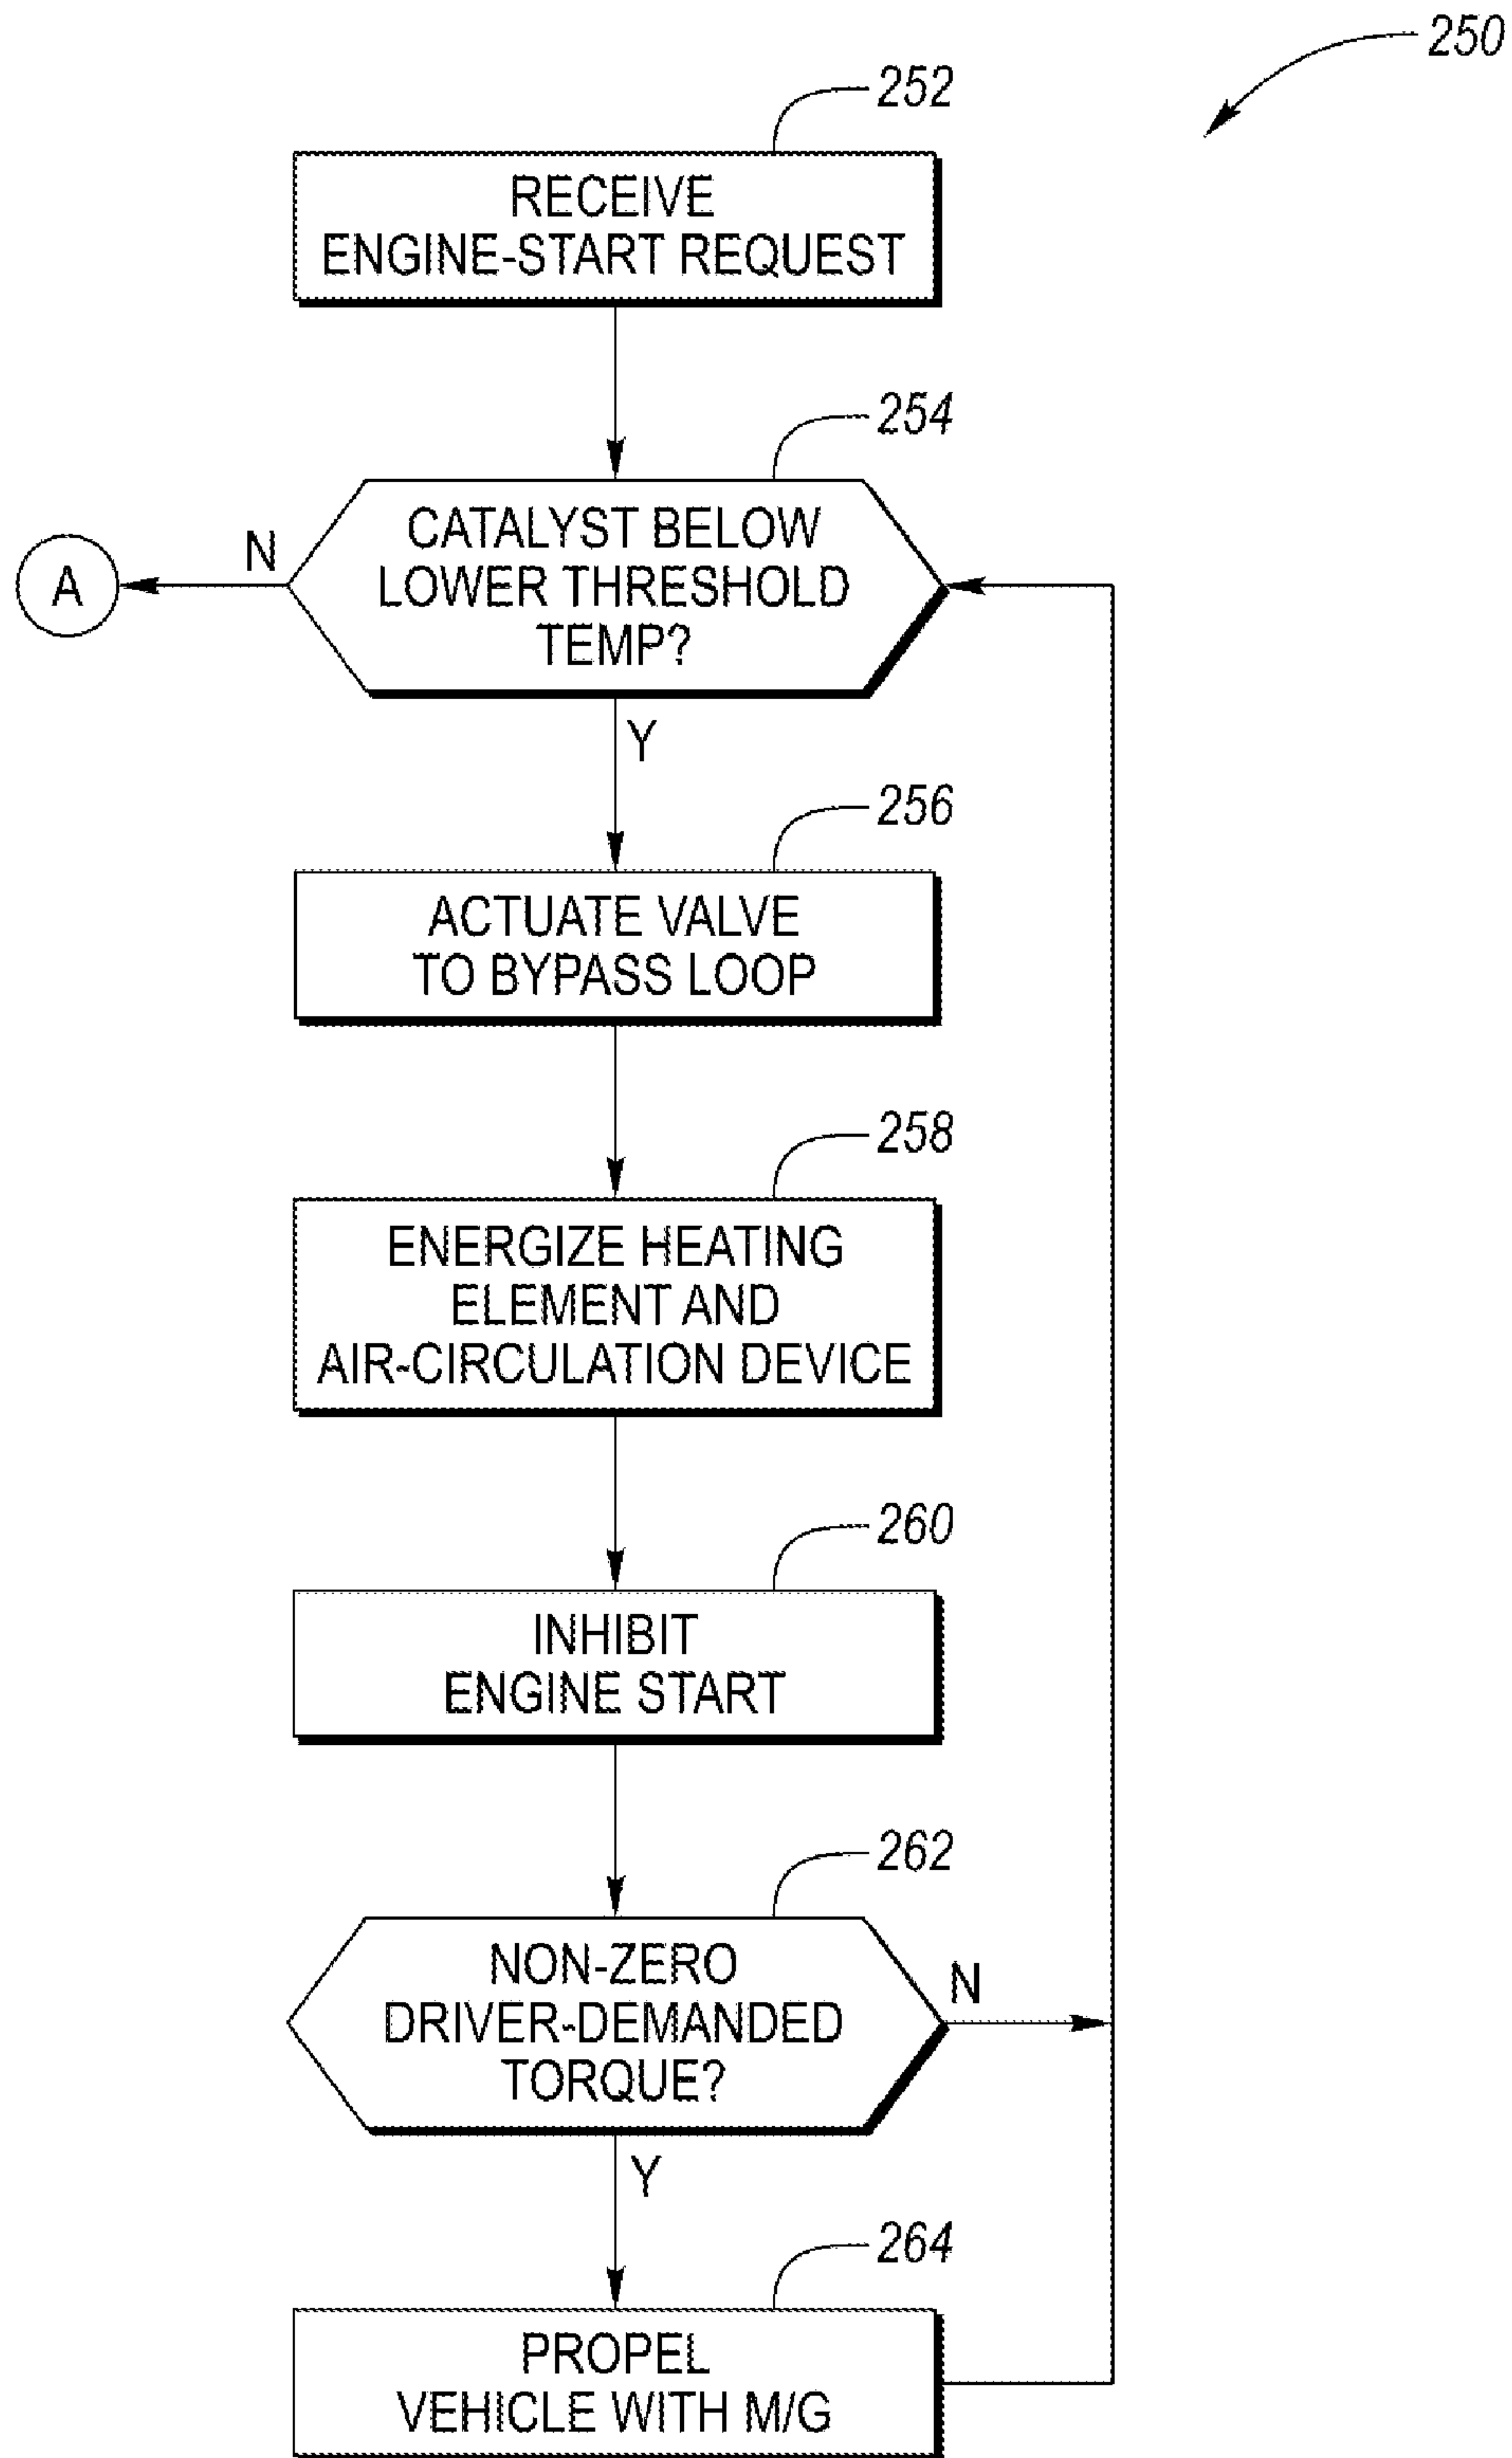 250
252
RECEIVE
ENGINE-START REQUEST
254
CATALYST BELOW
LOWER THRESHOLD
TEMP?
N
A
Y
256
ACTUATE VALVE
TO BYPASS LOOP
258
ENERGIZE HEATING
ELEMENT AND
AIR-CIRCULATION DEVICE
260
INHIBIT
ENGINE START
262
NON-ZERO
DRIVER-DEMANDED
TORQUE?
N
Y
264
PROPEL
VEHICLE WITH M/G